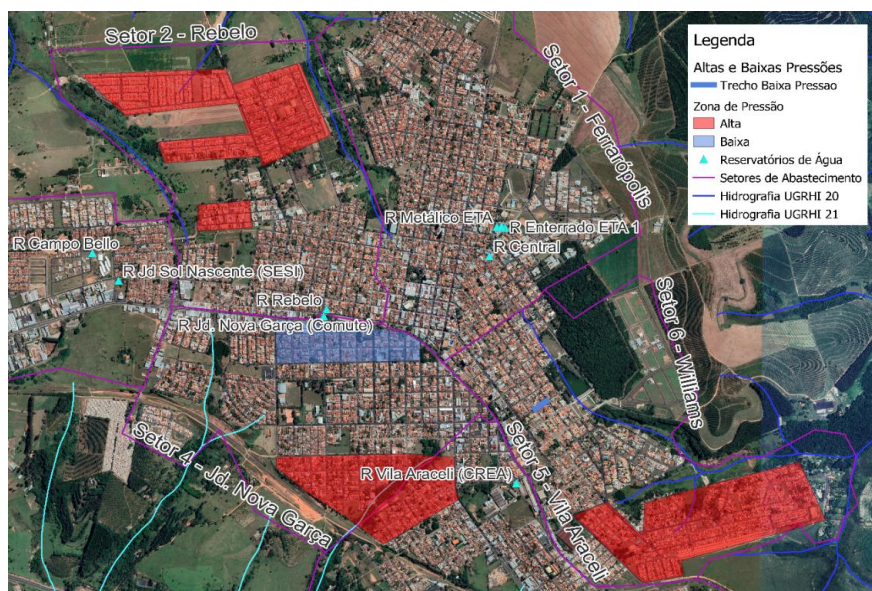 Setor 2 - Rebelo
Setor 1 - Ferrarópolis
Legenda
Altas e Baixas Pressões
Trecho Baixa Pressao
Zona de Pressão
Alta
Baixa
Reservatórios de Água
Setores de Abastecimento
Hidrografia UGRHI 20
Hidrografia UGRHI 21
R Metálico ETA
R Enterrado ETA 1
R Central
R Campo Bello
R Jd Sol Nascente (SESI)
R Rebelo
R Jd. Nova Garça (Comute)
Setor 6 - Williams
Setor 4 - Jd. Nova Garça
R Vila Araceli (CREA)
Setor 5 - Vila Araceli